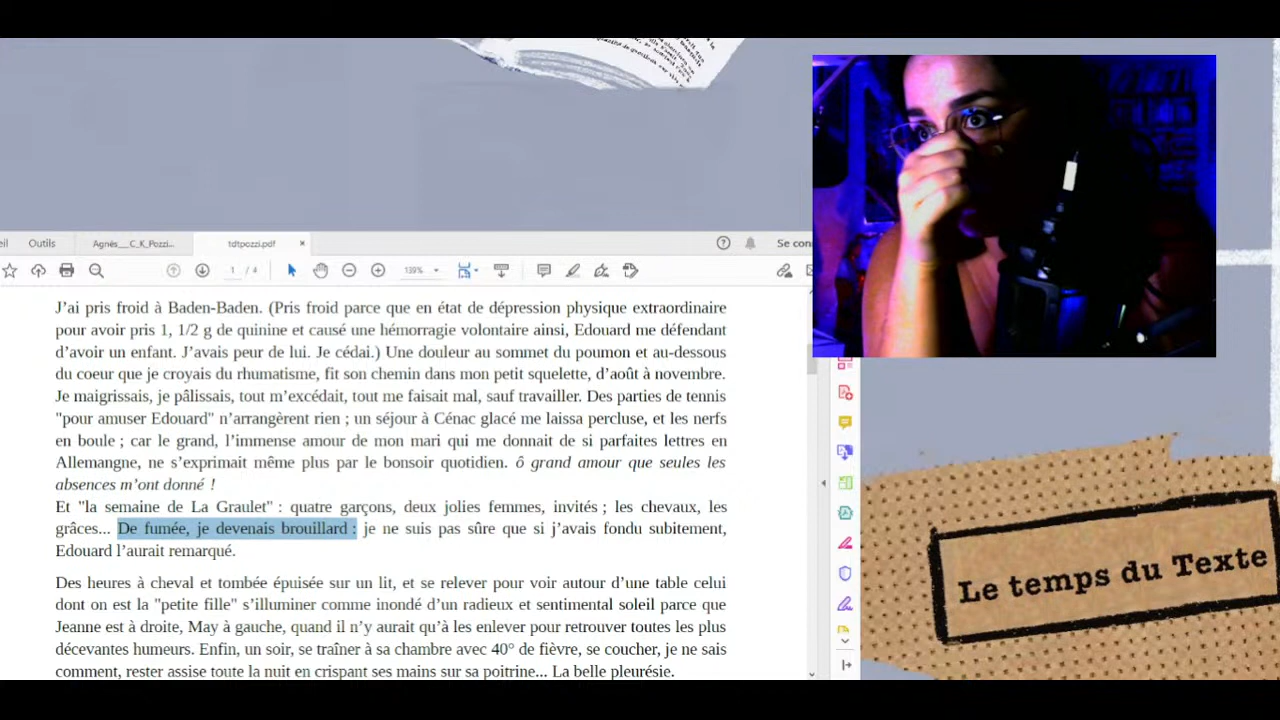 eil Outils Agnès__C_K_Pozzi... tdtpozzi.pdf × Se con
1 / 4 139%
J’ai pris froid à Baden-Baden. (Pris froid parce que en état de dépression physique extraordinaire
pour avoir pris 1, 1/2 g de quinine et causé une hémorragie volontaire ainsi, Edouard me défendant
d’avoir un enfant. J’avais peur de lui. Je cédai.) Une douleur au sommet du poumon et au-dessous
du coeur que je croyais du rhumatisme, fit son chemin dans mon petit squelette, d’août à novembre.
Je maigrissais, je pâlissais, tout m’excédait, tout me faisait mal, sauf travailler. Des parties de tennis
"pour amuser Edouard" n’arrangèrent rien ; un séjour à Cénac glacé me laissa percluse, et les nerfs
en boule ; car le grand, l’immense amour de mon mari qui me donnait de si parfaites lettres en
Allemangne, ne s’exprimait même plus par le bonsoir quotidien. ô grand amour que seules les
absences m’ont donné !
Et "la semaine de La Graulet" : quatre garçons, deux jolies femmes, invités ; les chevaux, les
grâces... De fumée, je devenais brouillard : je ne suis pas sûre que si j’avais fondu subitement,
Edouard l’aurait remarqué.
Des heures à cheval et tombée épuisée sur un lit, et se relever pour voir autour d’une table celui
dont on est la "petite fille" s’illuminer comme inondé d’un radieux et sentimental soleil parce que
Jeanne est à droite, May à gauche, quand il n’y aurait qu’à les enlever pour retrouver toutes les plus
décevantes humeurs. Enfin, un soir, se traîner à sa chambre avec 40° de fièvre, se coucher, je ne sais
comment, rester assise toute la nuit en crispant ses mains sur sa poitrine... La belle pleurésie.
Le temps du Texte